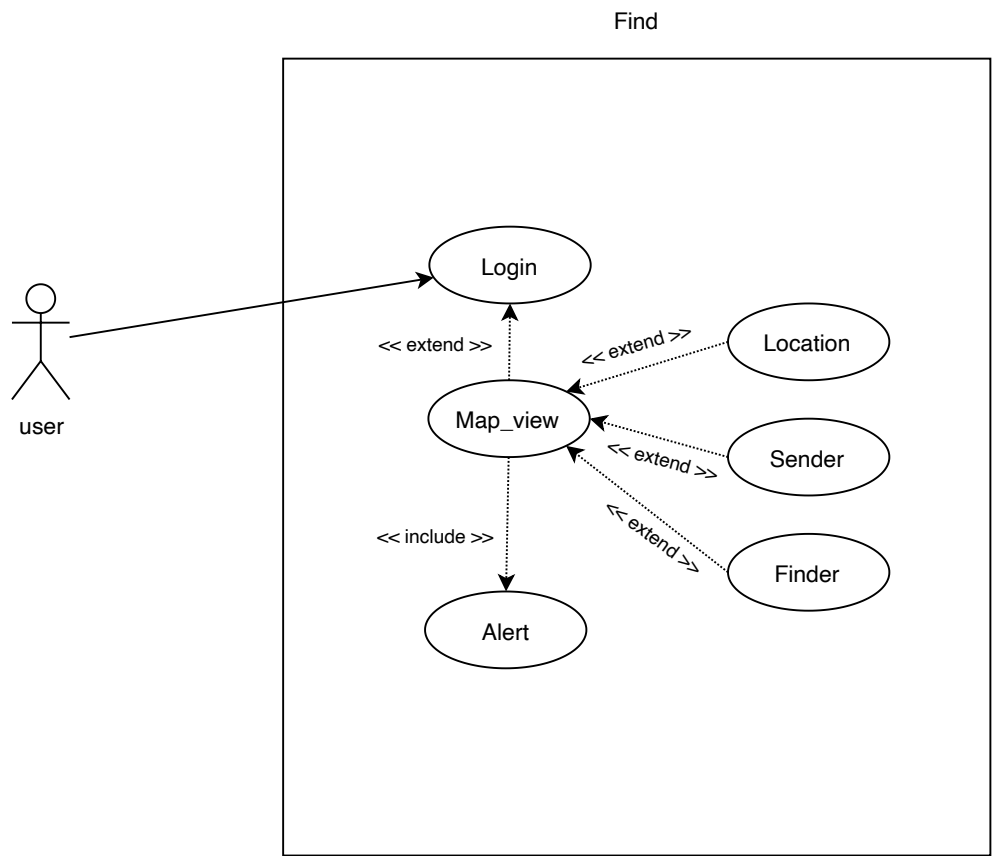 Find
Login
<< extend >>
<< extend >>
Location
user
Map_view
<< extend >>
Sender
<< include >>
<< extend >>
Finder
Alert